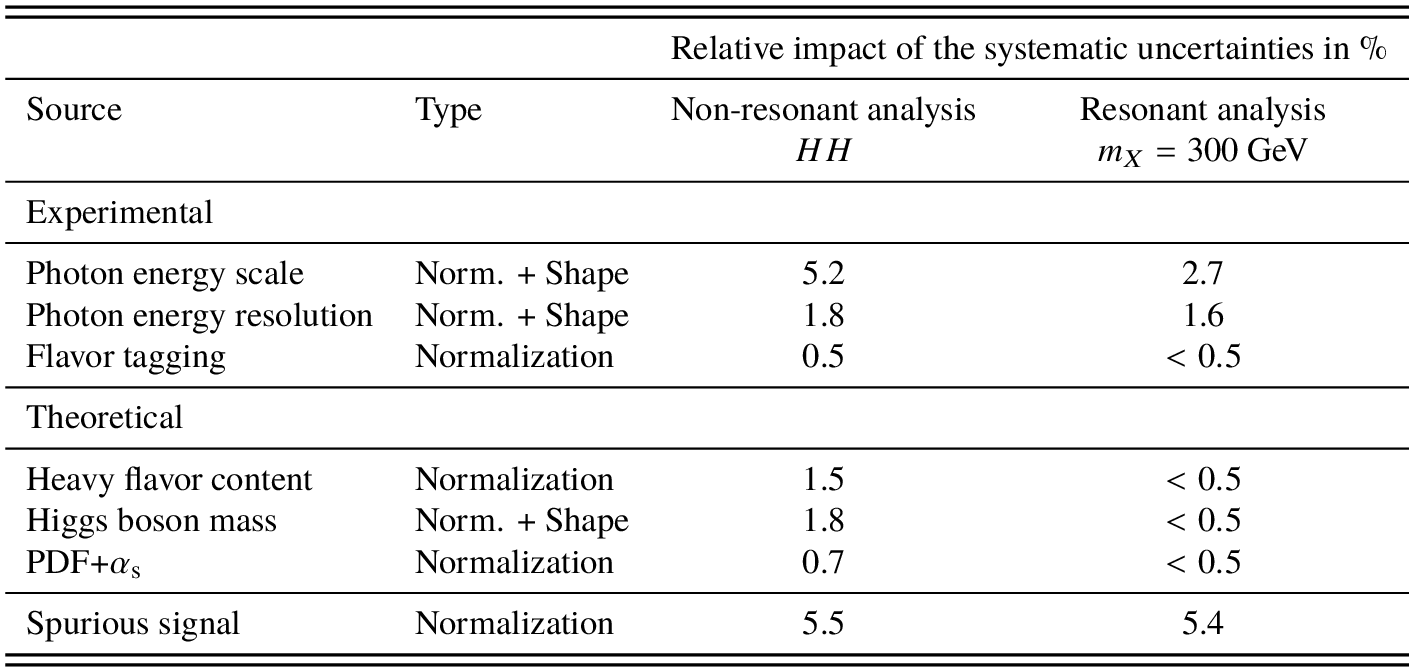 Relative impact of the systematic uncertainties in %
Source Type Non-resonant analysis Resonant analysis
HH m_X = 300 GeV
Experimental
Photon energy scale Norm. + Shape 5.2 2.7
Photon energy resolution Norm. + Shape 1.8 1.6
Flavor tagging Normalization 0.5 < 0.5
Theoretical
Heavy flavor content Normalization 1.5 < 0.5
Higgs boson mass Norm. + Shape 1.8 < 0.5
PDF+α_s Normalization 0.7 < 0.5
Spurious signal Normalization 5.5 5.4